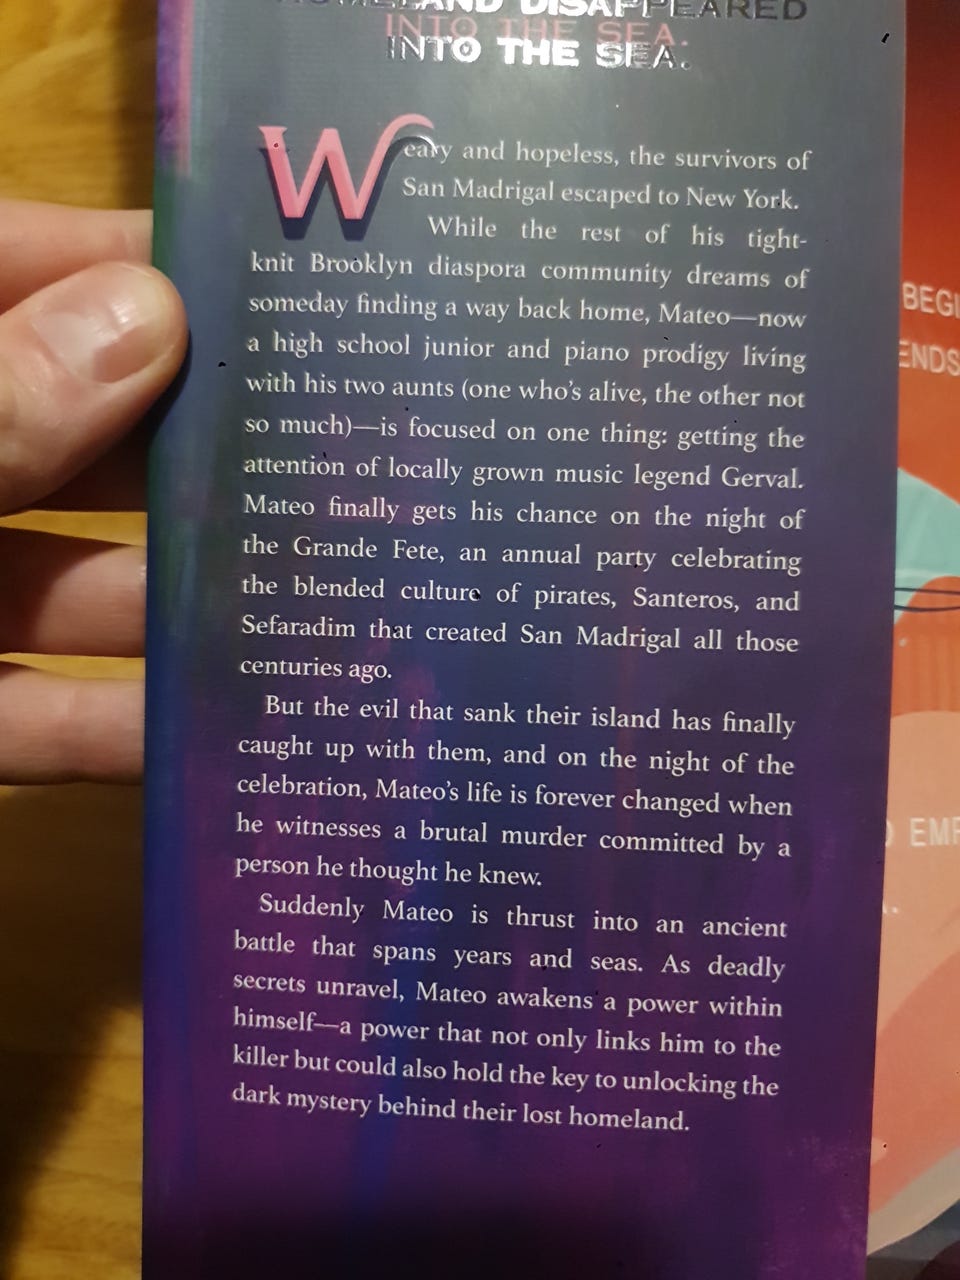 HOMELAND DISAPPEARED
INTO THE SEA.
Weary and hopeless, the survivors of
San Madrigal escaped to New York.
While the rest of his tight-
knit Brooklyn diaspora community dreams of
someday finding a way back home, Mateo—now
a high school junior and piano prodigy living
with his two aunts (one who's alive, the other not
so much)—is focused on one thing: getting the
attention of locally grown music legend Gerval.
Mateo finally gets his chance on the night of
the Grande Fete, an annual party celebrating
the blended culture of pirates, Santeros, and
Sefaradim that created San Madrigal all those
centuries ago.
But the evil that sank their island has finally
caught up with them, and on the night of the
celebration, Mateo's life is forever changed when
he witnesses a brutal murder committed by a
person he thought he knew.
Suddenly Mateo is thrust into an ancient
battle that spans years and seas. As deadly
secrets unravel, Mateo awakens a power within
himself—a power that not only links him to the
killer but could also hold the key to unlocking the
dark mystery behind their lost homeland.
BEGI
ENDS
EMP